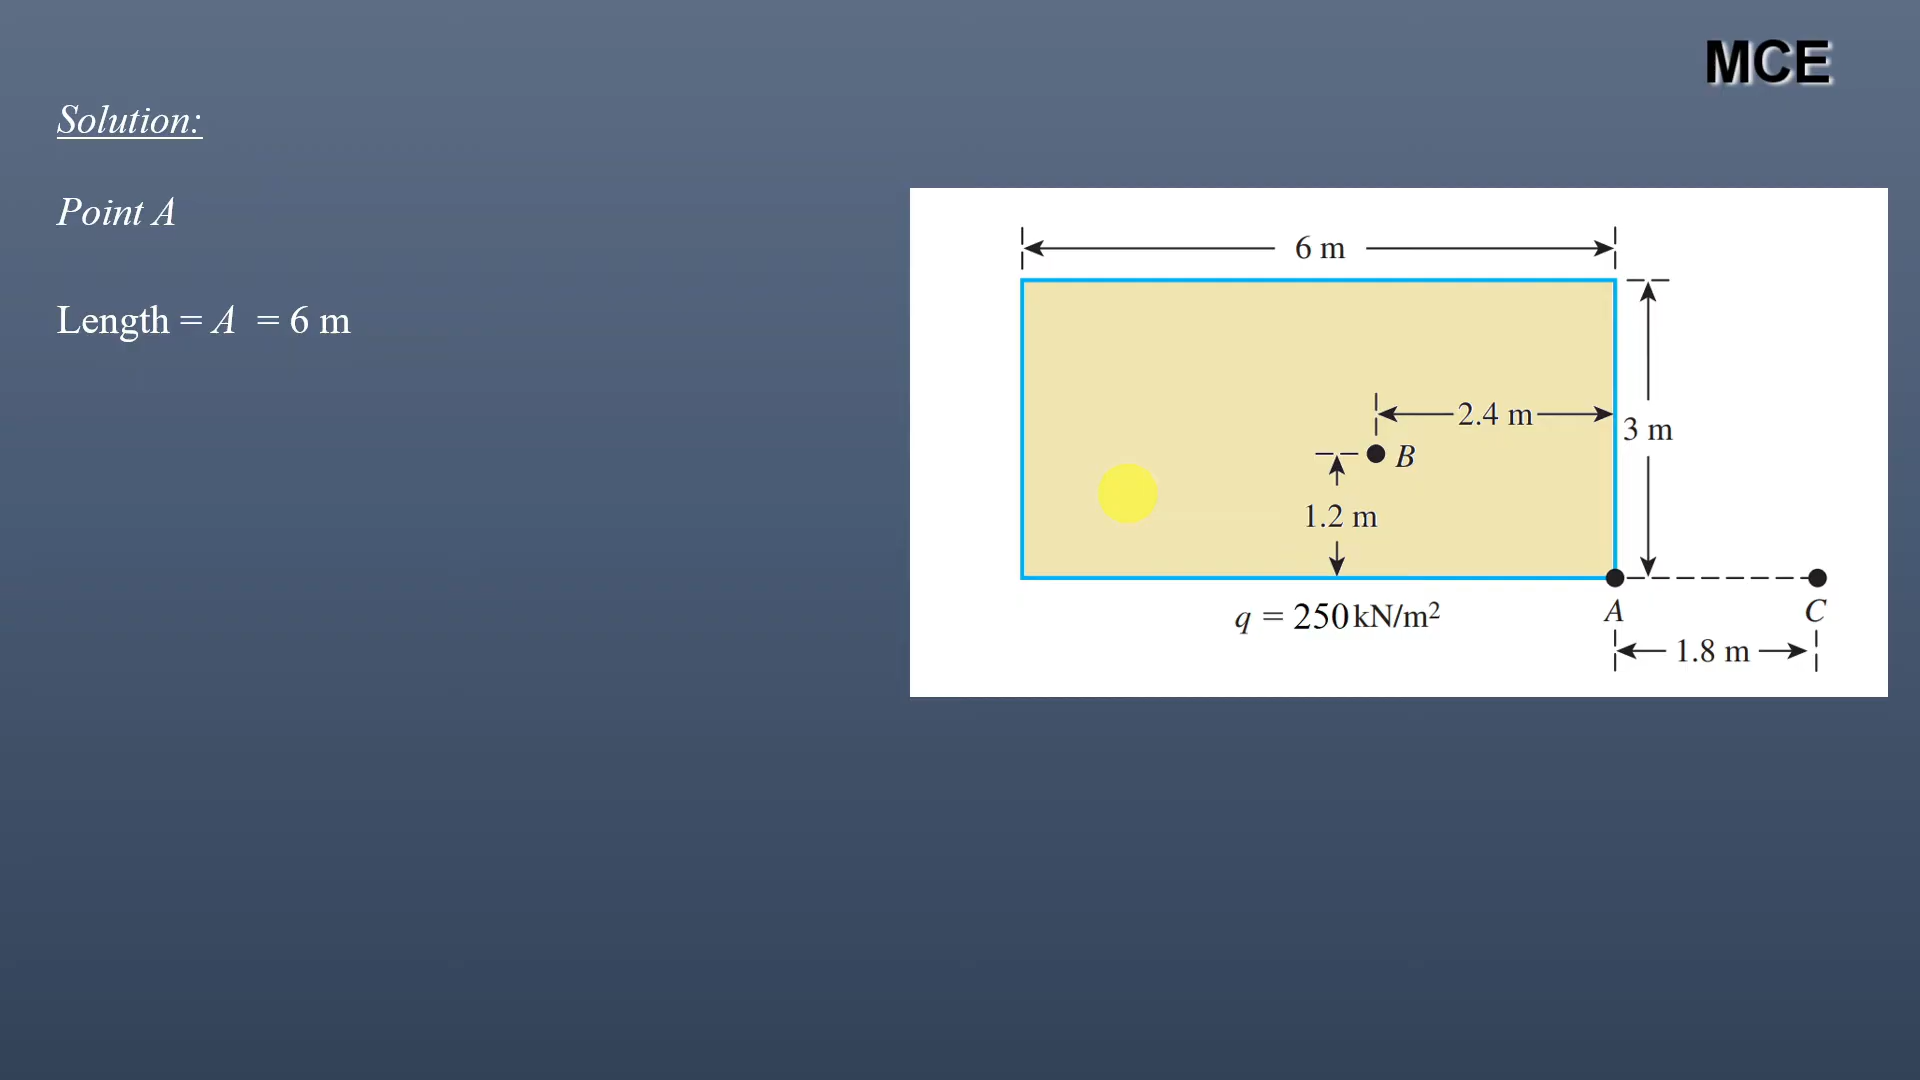 MCE
Solution:
Point A
Length = A = 6 m
6 m
2.4 m
3 m
B
1.2 m
q = 250 kN/m²
A
C
1.8 m